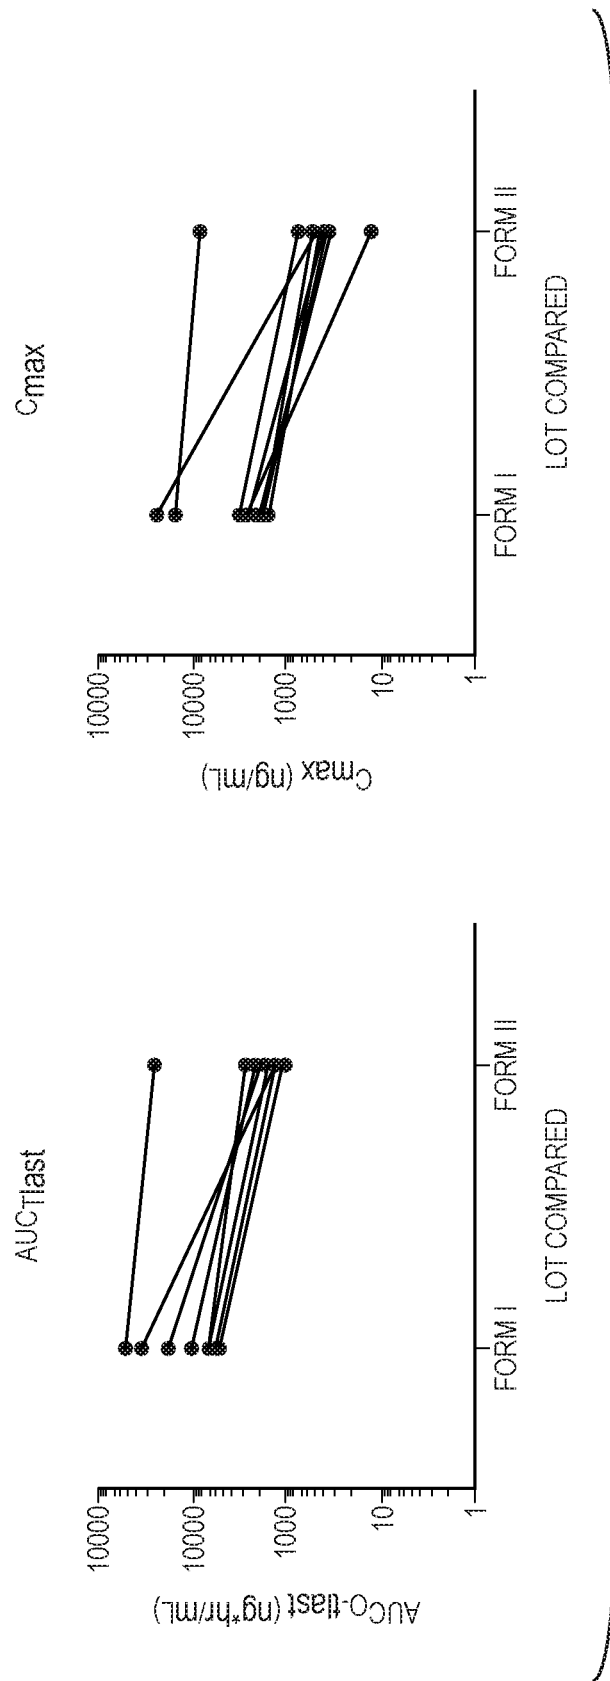 AUCTlast
AUCO-tlast (ng*hr/mL)
10000
10000
1000
10
1
FORM I
FORM II
LOT COMPARED
Cmax
Cmax (ng/mL)
10000
10000
1000
10
1
FORM I
FORM II
LOT COMPARED